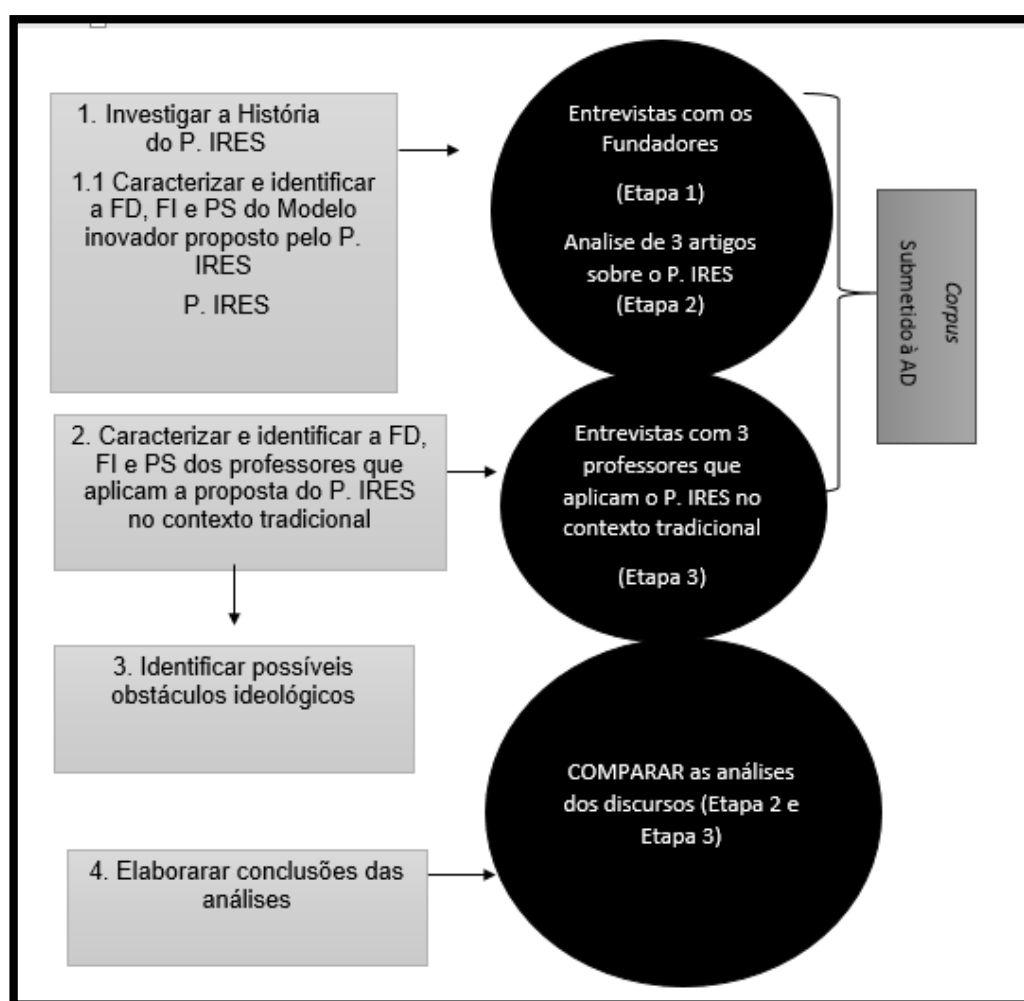 1. Investigar a História
do P. IRES
1.1 Caracterizar e identificar
a FD, FI e PS do Modelo
inovador proposto pelo P.
IRES
P. IRES
Entrevistas com os
Fundadores
(Etapa 1)
Analise de 3 artigos
sobre o P. IRES
(Etapa 2)
Corpus
Submetido à AD
2. Caracterizar e identificar a FD,
FI e PS dos professores que
aplicam a proposta do P. IRES
no contexto tradicional
Entrevistas com 3
professores que
aplicam o P. IRES no
contexto tradicional
(Etapa 3)
3. Identificar possíveis
obstáculos ideológicos
COMPARAR as análises
dos discursos (Etapa 2 e
Etapa 3)
4. Elaborarar conclusões das
análises